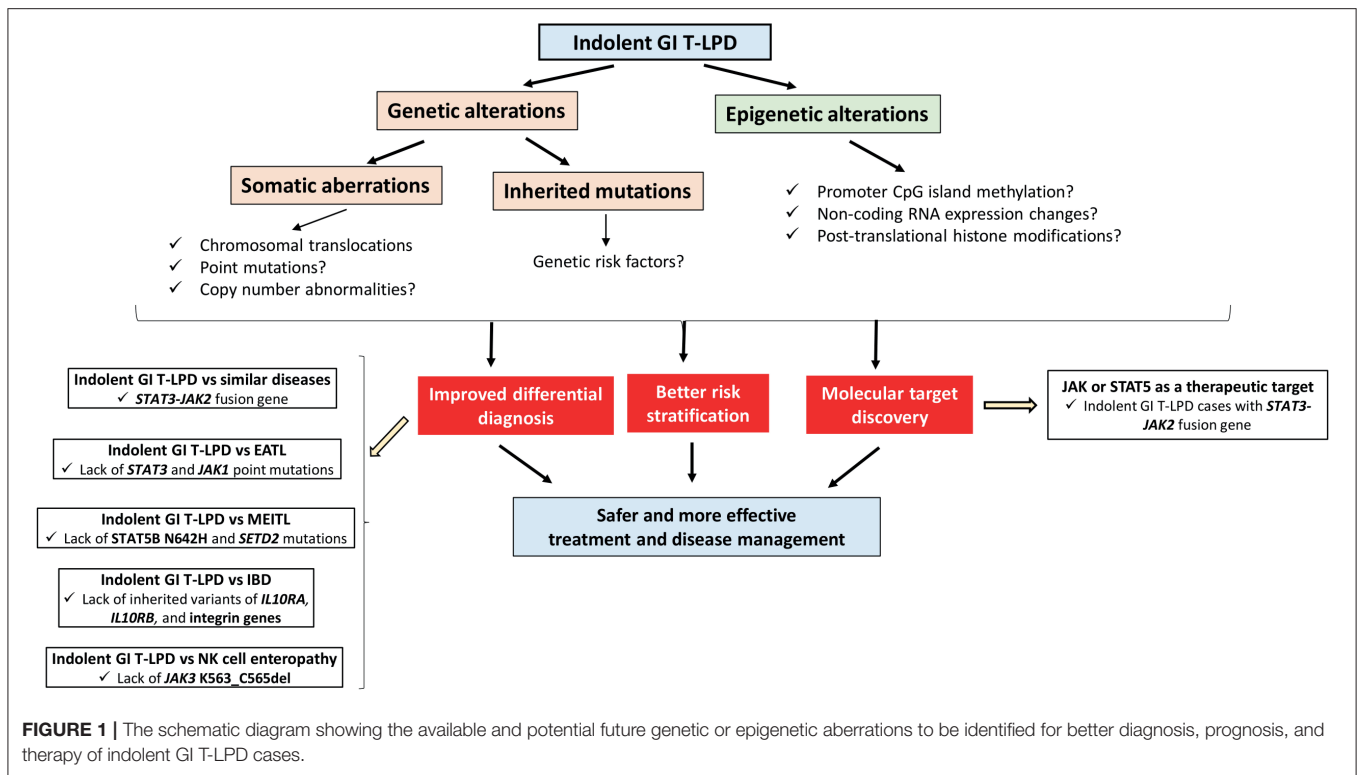 Indolent GI T-LPD
Genetic alterations
Epigenetic alterations
Somatic aberrations
Inherited mutations
✓ Chromosomal translocations
✓ Point mutations?
✓ Copy number abnormalities?
Genetic risk factors?
✓ Promoter CpG island methylation?
✓ Non-coding RNA expression changes?
✓ Post-translational histone modifications?
Indolent GI T-LPD vs similar diseases
✓ STAT3-JAK2 fusion gene
Indolent GI T-LPD vs EATL
✓ Lack of STAT3 and JAK1 point mutations
Indolent GI T-LPD vs MEITL
✓ Lack of STAT5B N642H and SETD2 mutations
Indolent GI T-LPD vs IBD
✓ Lack of inherited variants of IL10RA,
IL10RB, and integrin genes
Indolent GI T-LPD vs NK cell enteropathy
✓ Lack of JAK3 K563_C565del
Improved differential
diagnosis
Better risk
stratification
Molecular target
discovery
JAK or STAT5 as a therapeutic target
✓ Indolent GI T-LPD cases with STAT3-
JAK2 fusion gene
Safer and more effective
treatment and disease management
FIGURE 1 | The schematic diagram showing the available and potential future genetic or epigenetic aberrations to be identified for better diagnosis, prognosis, and
therapy of indolent GI T-LPD cases.